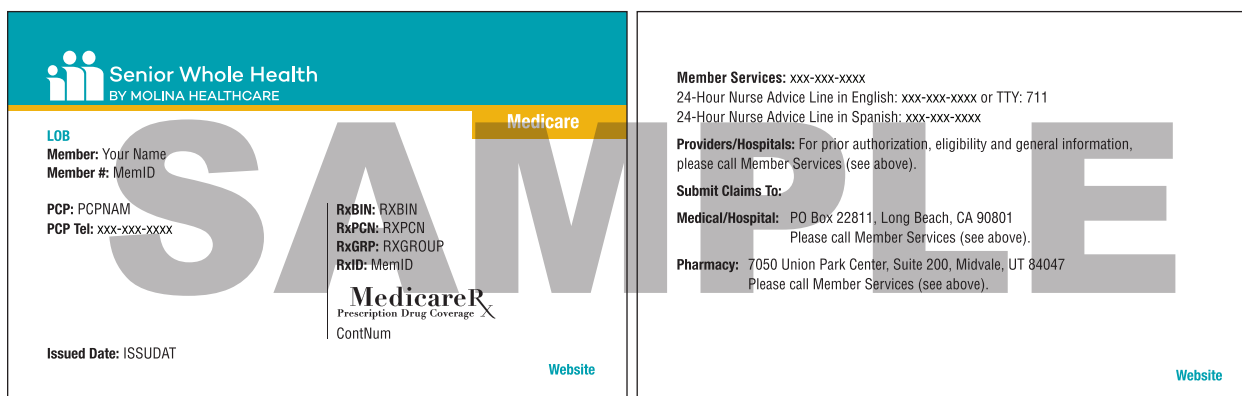 Senior Whole Health
BY MOLINA HEALTHCARE
Medicare
LOB
Member: Your Name
Member #: MemID
PCP: PCPNAM
PCP Tel: xxx-xxx-xxxx
RxBIN: RXBIN
RxPCN: RXPCN
RxGRP: RXGROUP
RxID: MemID
MedicareRx
Prescription Drug Coverage
ContNum
Issued Date: ISSUDAT
Website
Member Services: xxx-xxx-xxxx
24-Hour Nurse Advice Line in English: xxx-xxx-xxxx or TTY: 711
24-Hour Nurse Advice Line in Spanish: xxx-xxx-xxxx
Providers/Hospitals: For prior authorization, eligibility and general information,
please call Member Services (see above).
Submit Claims To:
Medical/Hospital: PO Box 22811, Long Beach, CA 90801
Please call Member Services (see above).
Pharmacy: 7050 Union Park Center, Suite 200, Midvale, UT 84047
Please call Member Services (see above).
Website
SAMPLE